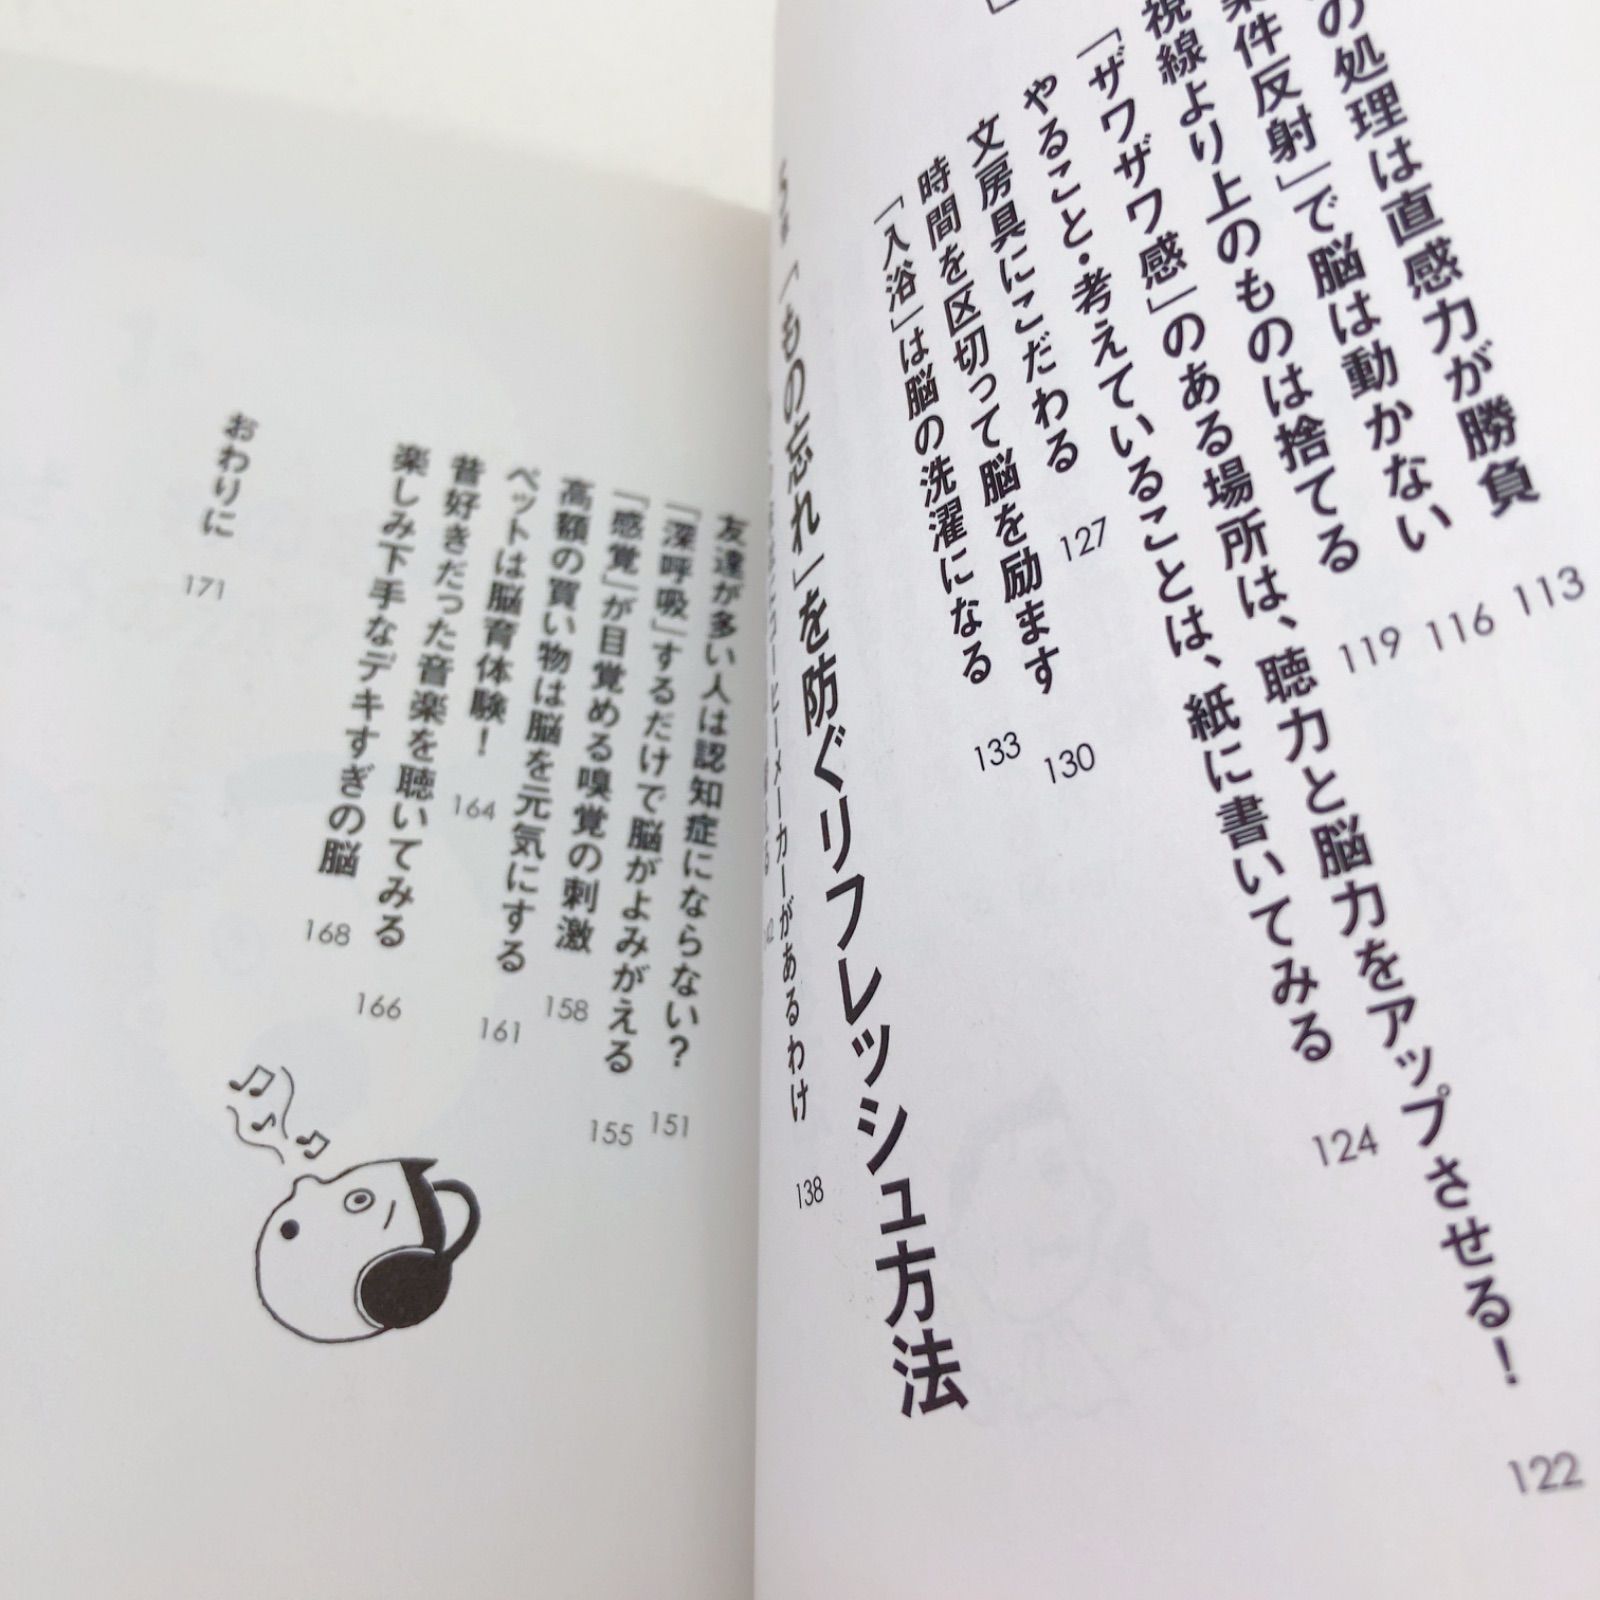 の処理は直感力が勝負
113
件反射」で脳は動かない
116
視線より上のものは捨てる
119
「ザワザワ感」のある場所は、聴力と脳力をアップさせる！
122
やること・考えていることは、紙に書いてみる
124
文房具にこだわる
127
時間を区切って脳を励ます
130
「入浴」は脳の洗濯になる
133
「もの忘れ」を防ぐリフレッシュ方法
コーヒーメーカーがあるわけ
138
友達が多い人は認知症にならない？
151
「深呼吸」するだけで脳がよみがえる
155
「感覚」が目覚める嗅覚の刺激
158
高額の買い物は脳を元気にする
161
ペットは脳育体験！
164
昔好きだった音楽を聴いてみる
166
楽しみ下手なデキすぎの脳
168
おわりに
171